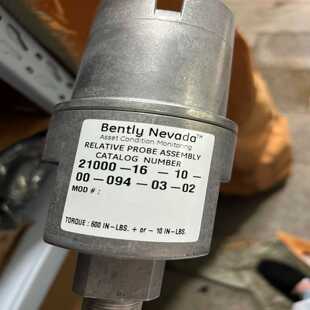 Bently Nevada™
Asset Condition Monitoring
RELATIVE PROBE ASSEMBLY
CATALOG NUMBER
21000-16 - 10 -
00-094-03-02
MOD # :
TORQUE: 600 IN-LBS. + or - 10 IN-LBS.